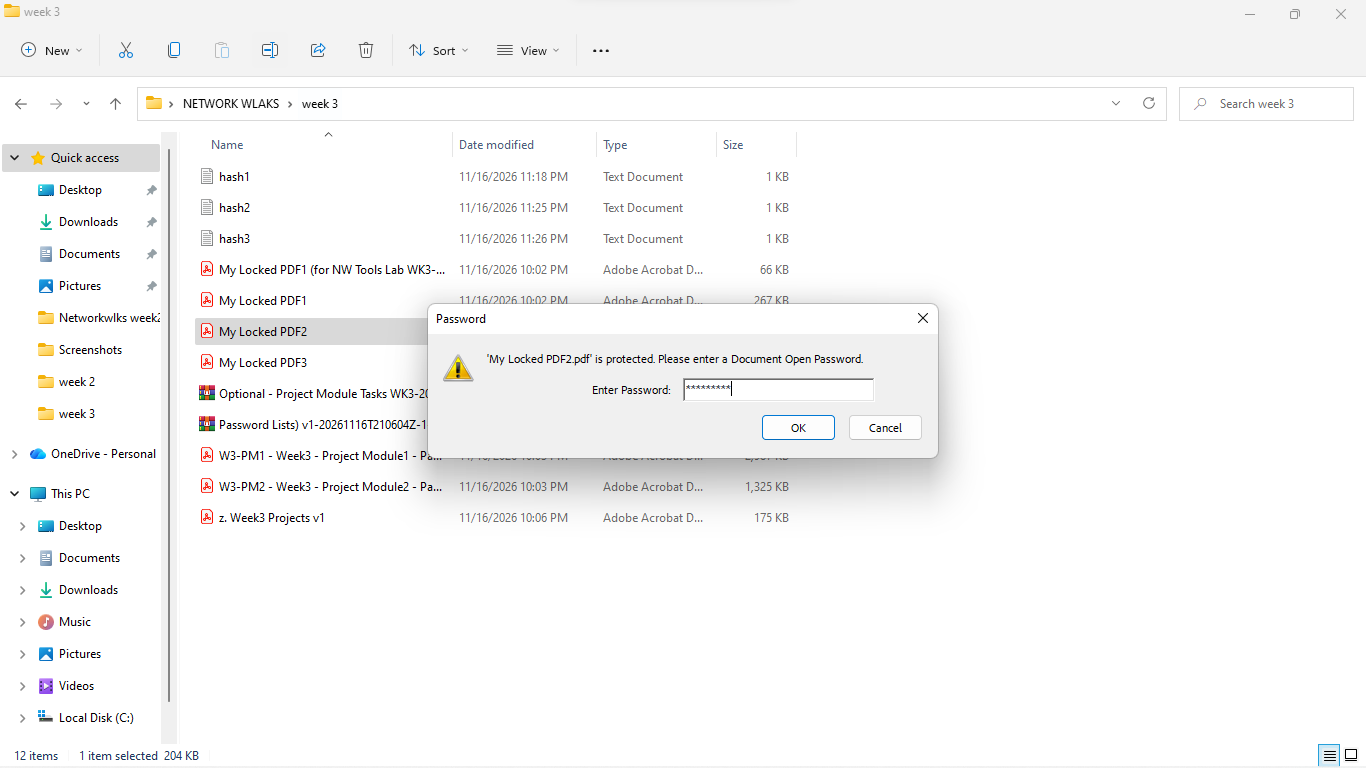 week 3
New
Sort
View
NETWORK WLAKS
week 3
Search week 3
Name
Date modified
Type
Size
Quick access
Desktop
Downloads
Documents
Pictures
Networkwlks week2
Screenshots
week 2
week 3
OneDrive - Personal
This PC
Desktop
Documents
Downloads
Music
Pictures
Videos
Local Disk (C:)
hash1 11/16/2026 11:18 PM Text Document 1 KB
hash2 11/16/2026 11:25 PM Text Document 1 KB
hash3 11/16/2026 11:26 PM Text Document 1 KB
My Locked PDF1 (for NW Tools Lab WK3-... 11/16/2026 10:02 PM Adobe Acrobat D... 66 KB
My Locked PDF1 11/16/2026 10:02 PM Adobe Acrobat D... 267 KB
My Locked PDF2
My Locked PDF3
Optional - Project Module Tasks WK3-20
Password Lists) v1-20261116T210604Z-1
W3-PM1 - Week3 - Project Module1 - Pa...
W3-PM2 - Week3 - Project Module2 - Pa... 11/16/2026 10:03 PM Adobe Acrobat D... 1,325 KB
z. Week3 Projects v1 11/16/2026 10:06 PM Adobe Acrobat D... 175 KB
Password
'My Locked PDF2.pdf' is protected. Please enter a Document Open Password.
Enter Password: *********
OK
Cancel
12 items 1 item selected 204 KB